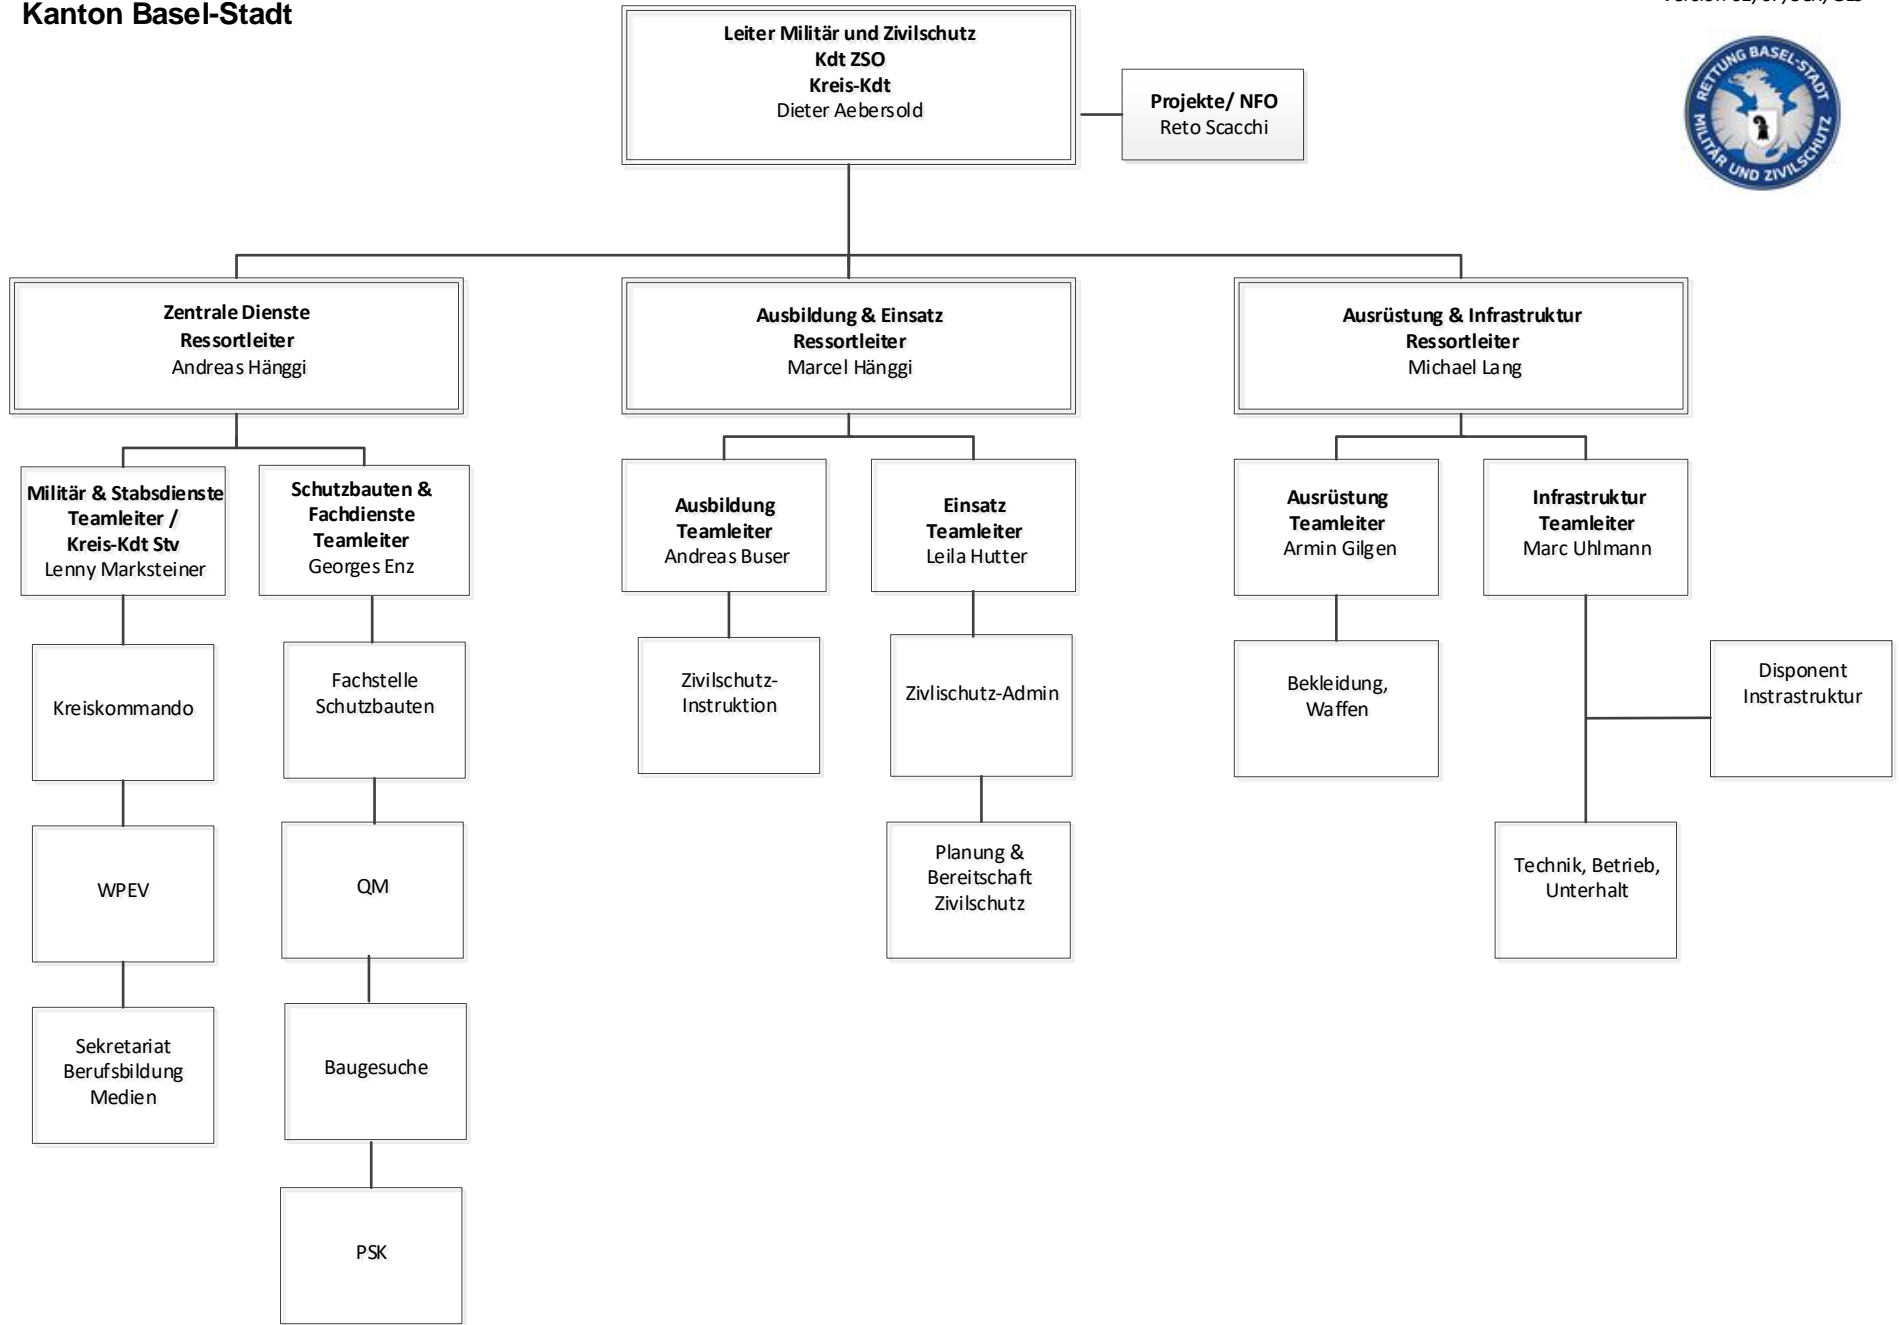 Kanton Basel-Stadt
Leiter Militär und Zivilschutz
Kdt ZSO
Kreis-Kdt
Dieter Aebersold
Projekte/ NFO
Reto Scacchi
RETTUNG BASEL-STADT
MILITÄR UND ZIVILSCHUTZ
Zentrale Dienste
Ressortleiter
Andreas Hänggi
Ausbildung & Einsatz
Ressortleiter
Marcel Hänggi
Ausrüstung & Infrastruktur
Ressortleiter
Michael Lang
Militär & Stabsdienste
Teamleiter /
Kreis-Kdt Stv
Lenny Marksteiner
Schutzbauten &
Fachdienste
Teamleiter
Georges Enz
Ausbildung
Teamleiter
Andreas Buser
Einsatz
Teamleiter
Leila Hutter
Ausrüstung
Teamleiter
Armin Gilgen
Infrastruktur
Teamleiter
Marc Uhlmann
Kreiskommando
Fachstelle
Schutzbauten
Zivilschutz-
Instruktion
Zivlischutz-Admin
Bekleidung,
Waffen
Disponent
Instrastruktur
WPEV
QM
Planung &
Bereitschaft
Zivilschutz
Technik, Betrieb,
Unterhalt
Sekretariat
Berufsbildung
Medien
Baugesuche
PSK